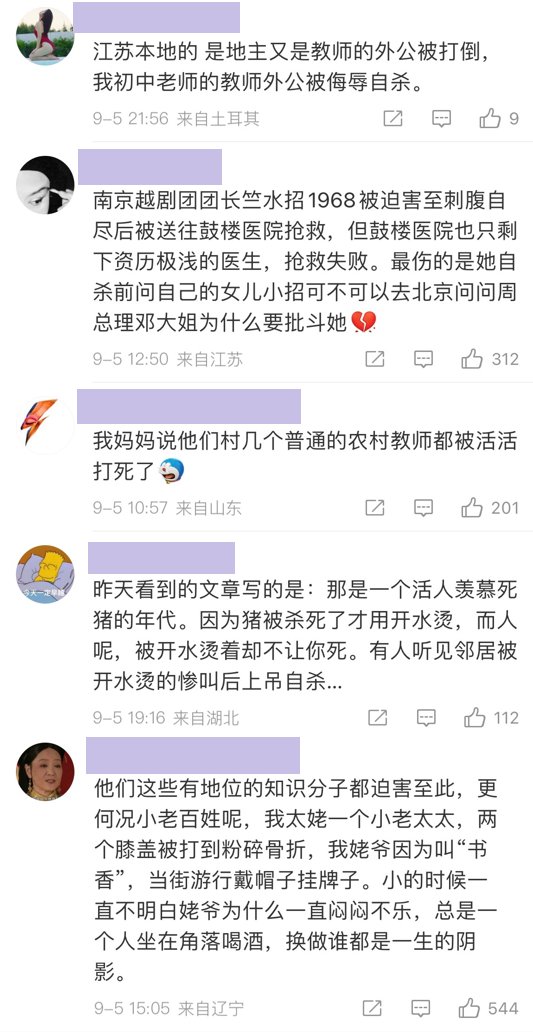 江苏本地的 是地主又是教师的外公被打倒，
我初中老师的教师外公被侮辱自杀。
9-5 21:56 来自土耳其
9
南京越剧团团长竺水招1968被迫害至刺腹自
尽后被送往鼓楼医院抢救，但鼓楼医院也只剩
下资历极浅的医生，抢救失败。最伤的是她自
杀前问自己的女儿小招可不可以去北京问问周
总理邓大姐为什么要批斗她💔
9-5 12:50 来自江苏
312
我妈妈说他们村几个普通的农村教师都被活活
打死了
9-5 10:57 来自山东
201
今天一定早睡
昨天看到的文章写的是：那是一个活人羡慕死
猪的年代。因为猪被杀死了才用开水烫，而人
呢，被开水烫着却不让你死。有人听见邻居被
开水烫的惨叫后上吊自杀...
9-5 19:16 来自湖北
112
他们这些有地位的知识分子都迫害至此，更
何况小老百姓呢，我太姥一个小老太太，两
个膝盖被打到粉碎骨折，我姥爷因为叫“书
香”，当街游行戴帽子挂牌子。小的时候一
直不明白姥爷为什么一直闷闷不乐，总是一
个人坐在角落喝酒，换做谁都是一生的阴
影。
9-5 15:05 来自辽宁
544